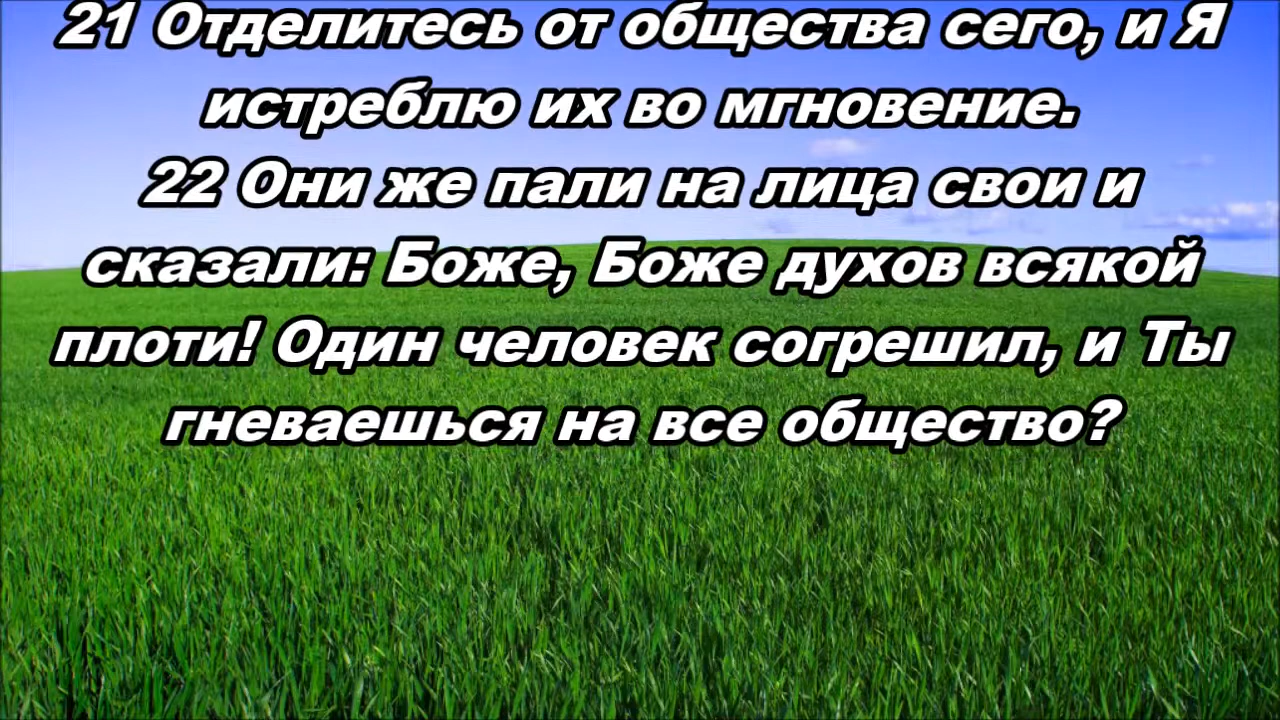 21 Отделитесь от общества сего, и Я
истреблю их во мгновение.
22 Они же пали на лица свои и
сказали: Боже, Боже духов всякой
плоти! Один человек согрешил, и Ты
гневаешься на все общество?